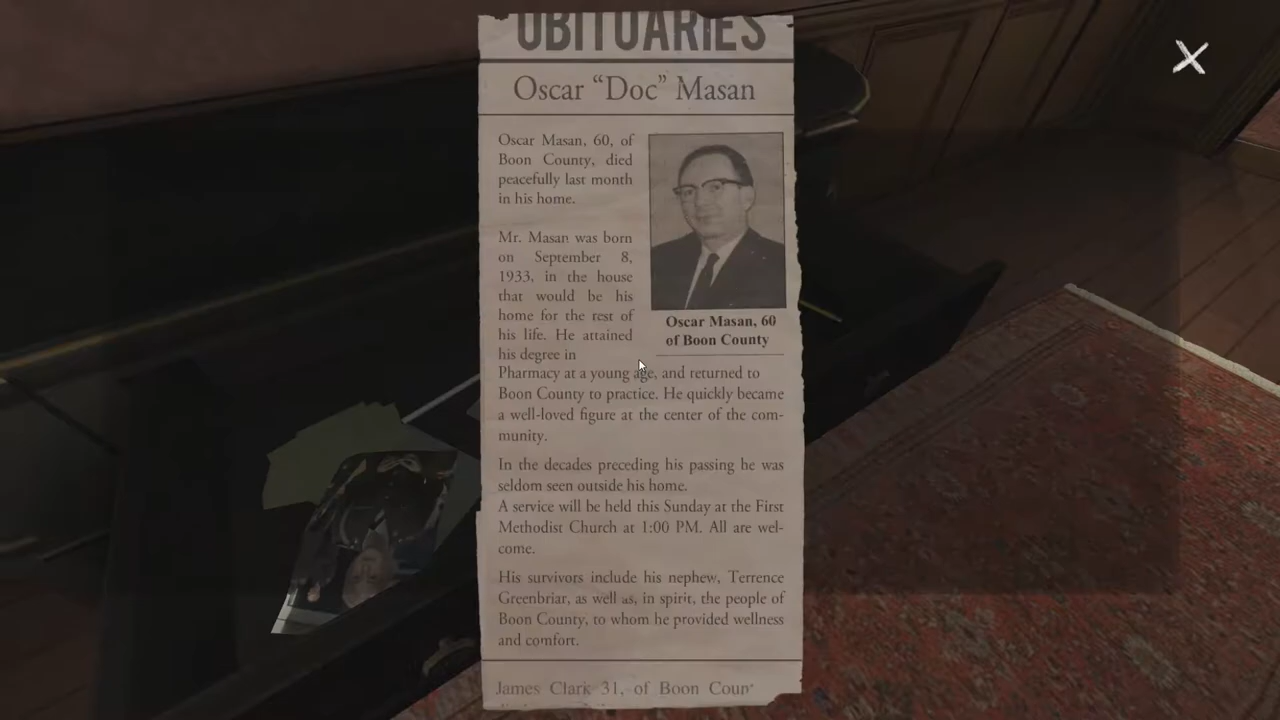 OBITUARIES
Oscar “Doc” Masan
Oscar Masan, 60, of
Boon County, died
peacefully last month
in his home.
Mr. Masan was born
on September 8,
1933, in the house
that would be his
home for the rest of
his life. He attained
his degree in
Oscar Masan, 60
of Boon County
Pharmacy at a young age, and returned to
Boon County to practice. He quickly became
a well-loved figure at the center of the com-
munity.
In the decades preceding his passing he was
seldom seen outside his home.
A service will be held this Sunday at the First
Methodist Church at 1:00 PM. All are wel-
come.
His survivors include his nephew, Terrence
Greenbriar, as well as, in spirit, the people of
Boon County, to whom he provided wellness
and comfort.
James Clark 31, of Boon Coun